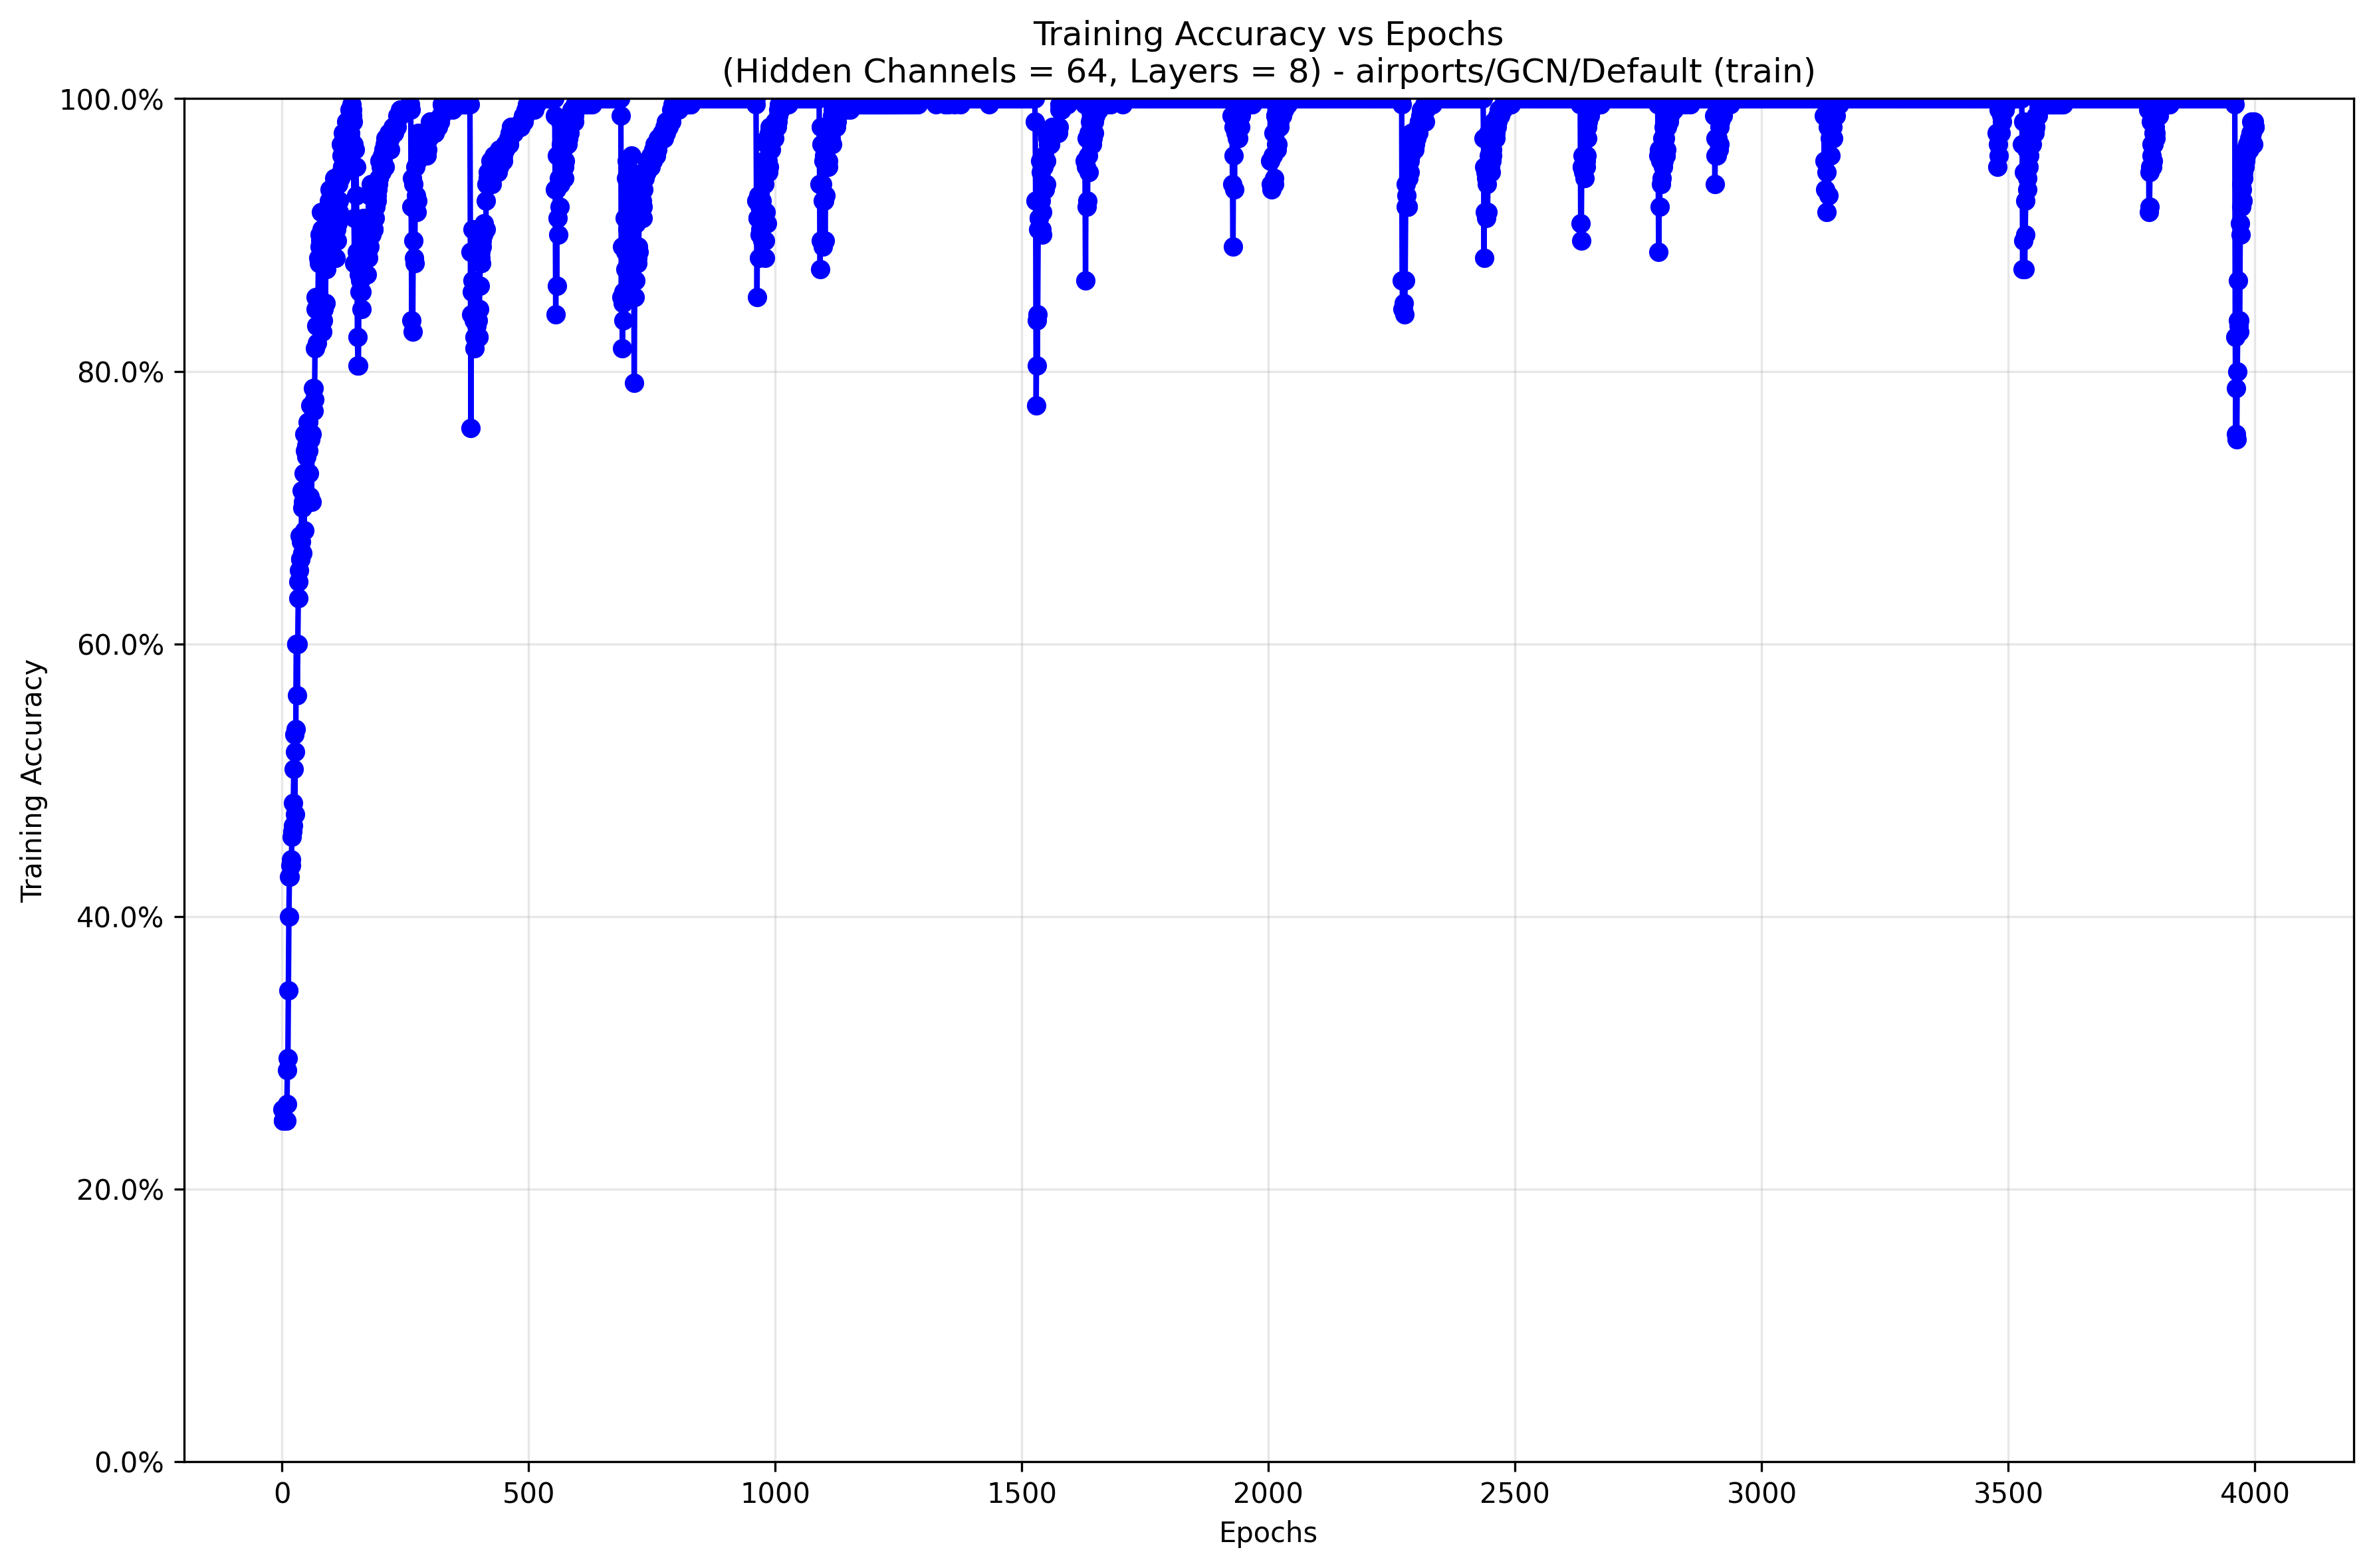 Training Accuracy vs Epochs
(Hidden Channels = 64, Layers = 8) - airports/GCN/Default (train)
100.0%
80.0%
60.0%
40.0%
20.0%
0.0%
Training Accuracy
0 500 1000 1500 2000 2500 3000 3500 4000
Epochs